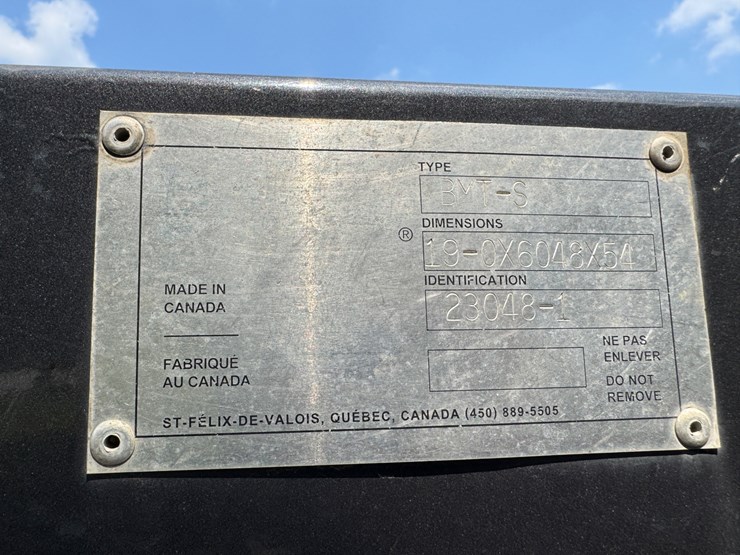 TYPE
BMT-S
DIMENSIONS
®
19-0X6048X54
IDENTIFICATION
23048-1
MADE IN
CANADA
FABRIQUÉ
AU CANADA
NE PAS
ENLEVER
DO NOT
REMOVE
ST-FÉLIX-DE-VALOIS, QUÉBEC, CANADA (450) 889-5505